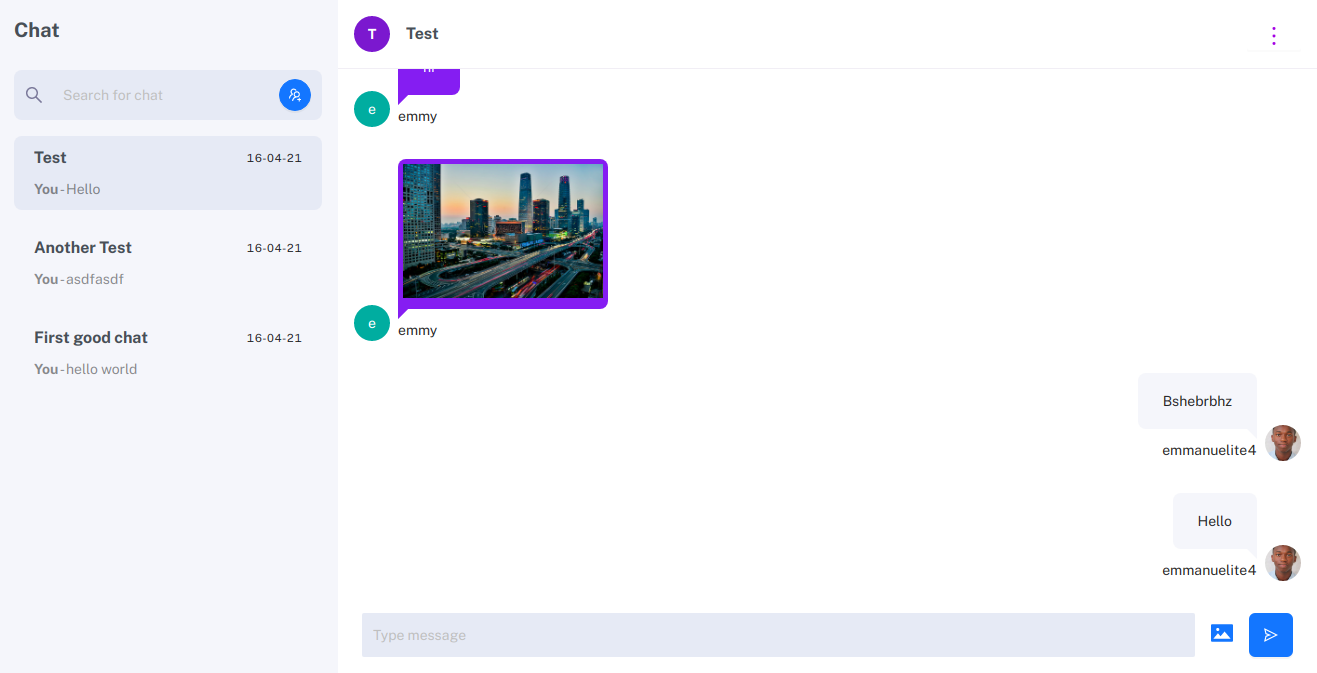 Chat
Search for chat
Test 16-04-21
You - Hello
Another Test 16-04-21
You - asdfasdf
First good chat 16-04-21
You - hello world
T Test
e
emmy
e
emmy
Bshebrbhz
emmanuelite4
Hello
emmanuelite4
Type message